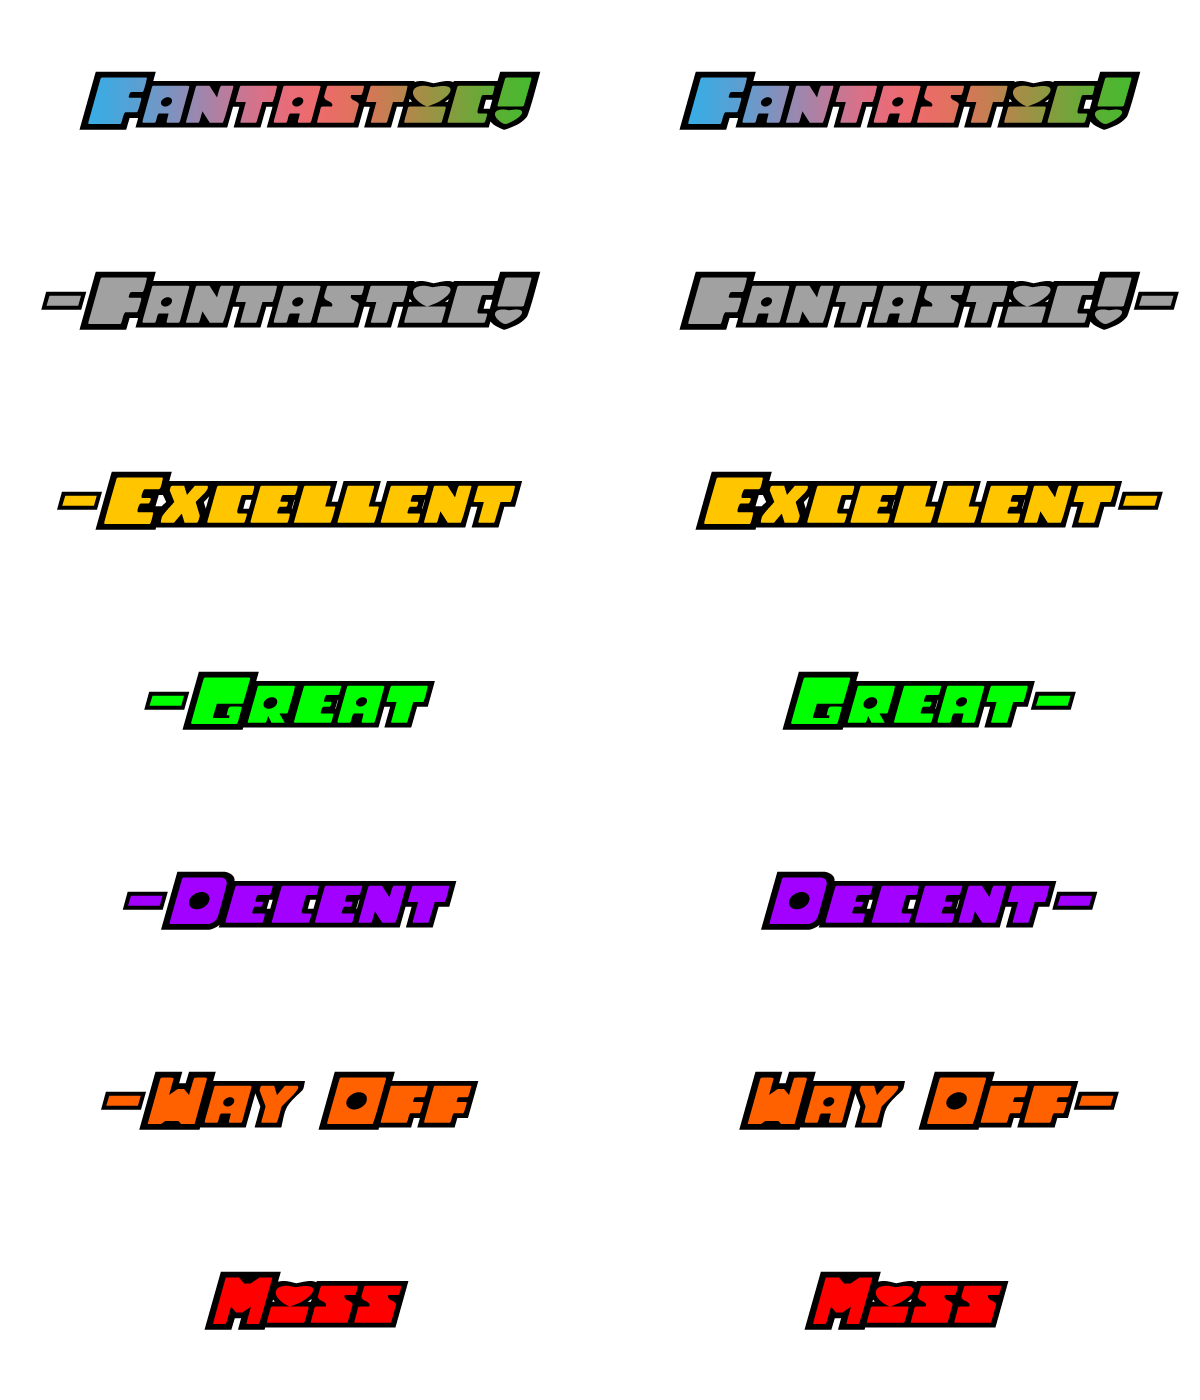 Fantastic! Fantastic!
-Fantastic! Fantastic!-
-Excellent Excellent-
-Great Great-
-Decent Decent-
-Way Off Way Off-
Miss Miss